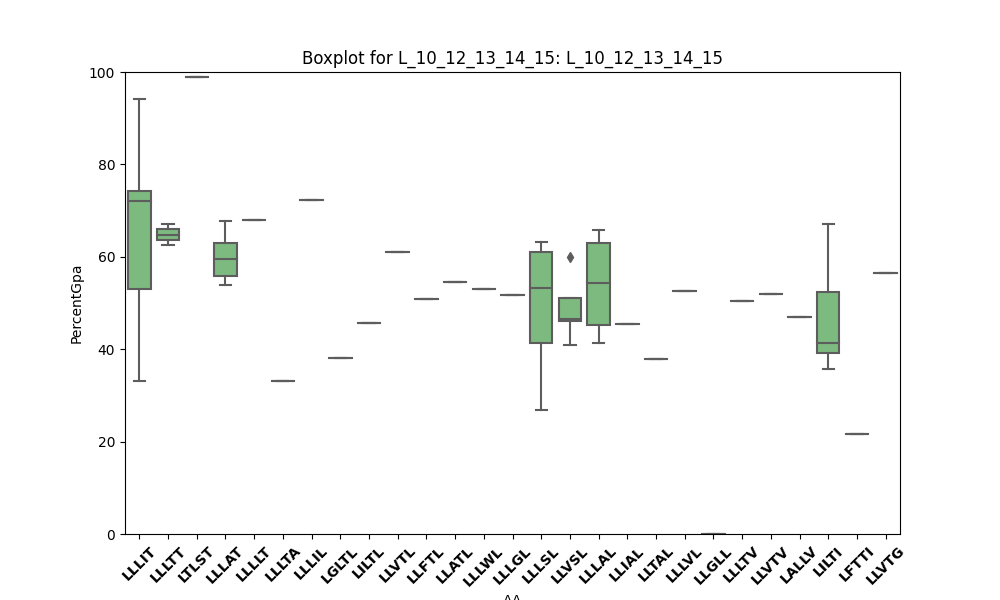 Boxplot for L_10_12_13_14_15: L_10_12_13_14_15
100
80
60
40
20
0
PercentGpa
LLLIT LLLTT LTLST LLLAT LLLLT LLLTA LLLIL LGLTL LILTL LLVTL LLFTL LLATL LLLWL LLLGL LLLSL LLVSL LLLAL LLIAL LLTAL LLLVL LLGLL LLLTV LLVTV LALLV LILTI LFTTI LLVTG
AA